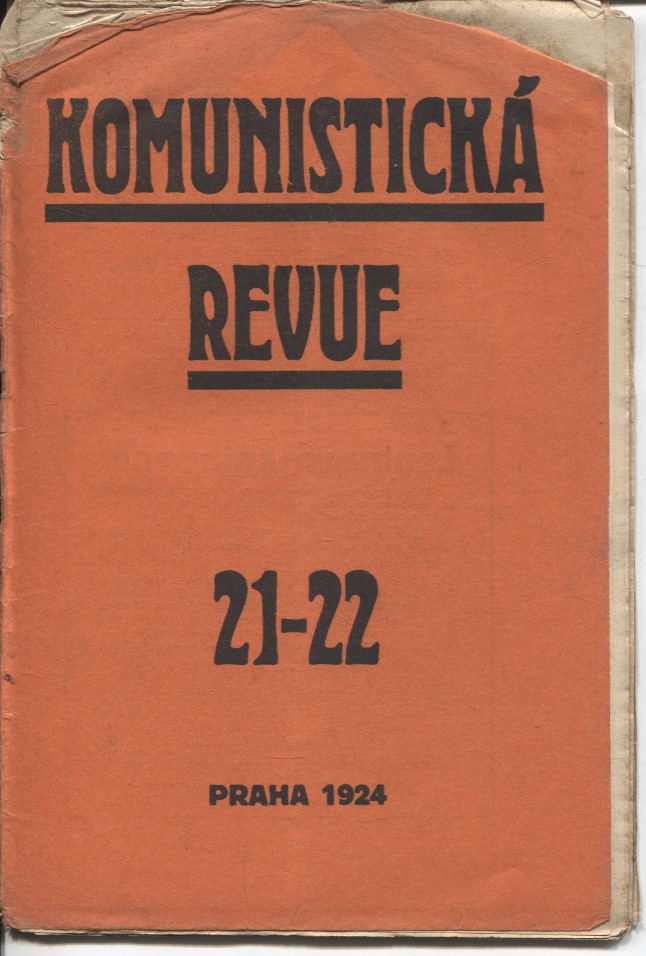 KOMUNISTICKÁ
REVUE
21-22
PRAHA 1924